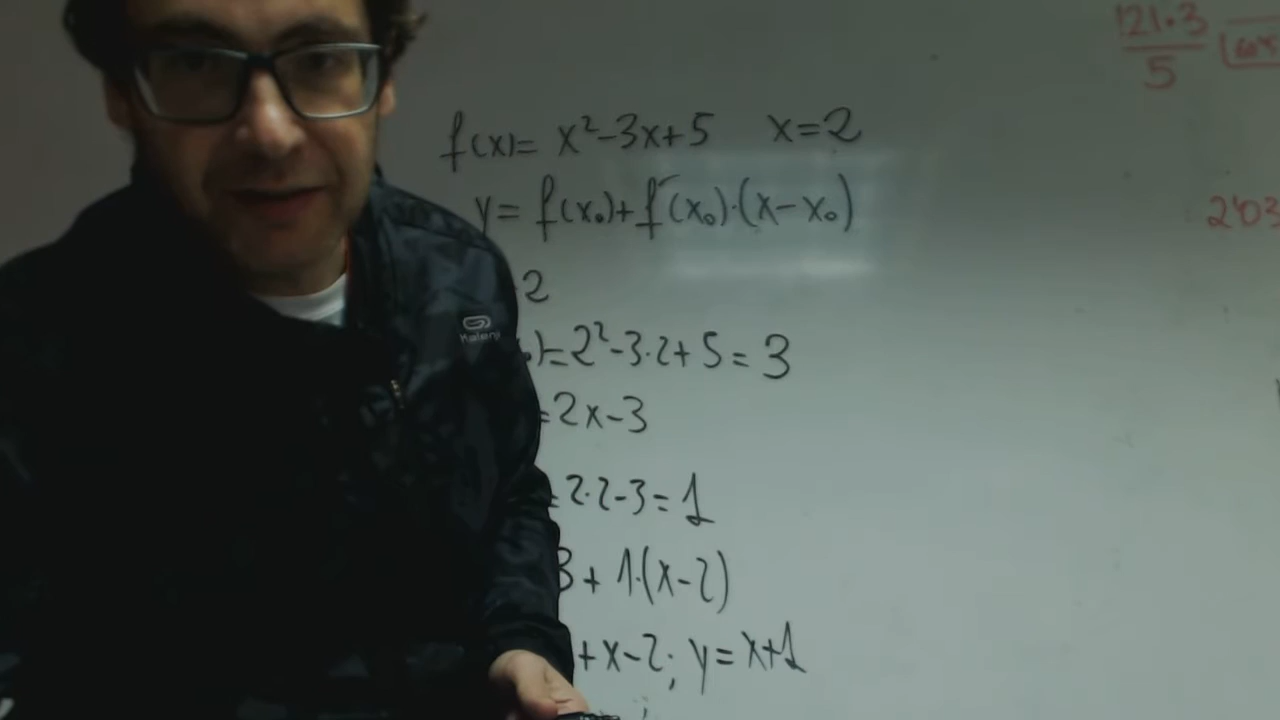 f(x)= x²-3x+5 x=2
y= f(x₀)+f'(x₀)·(x-x₀)
2
)=2²-3·2+5=3
=2x-3
=2·2-3=1
3+1·(x-2)
+x-2; y=x+1
121·3
5